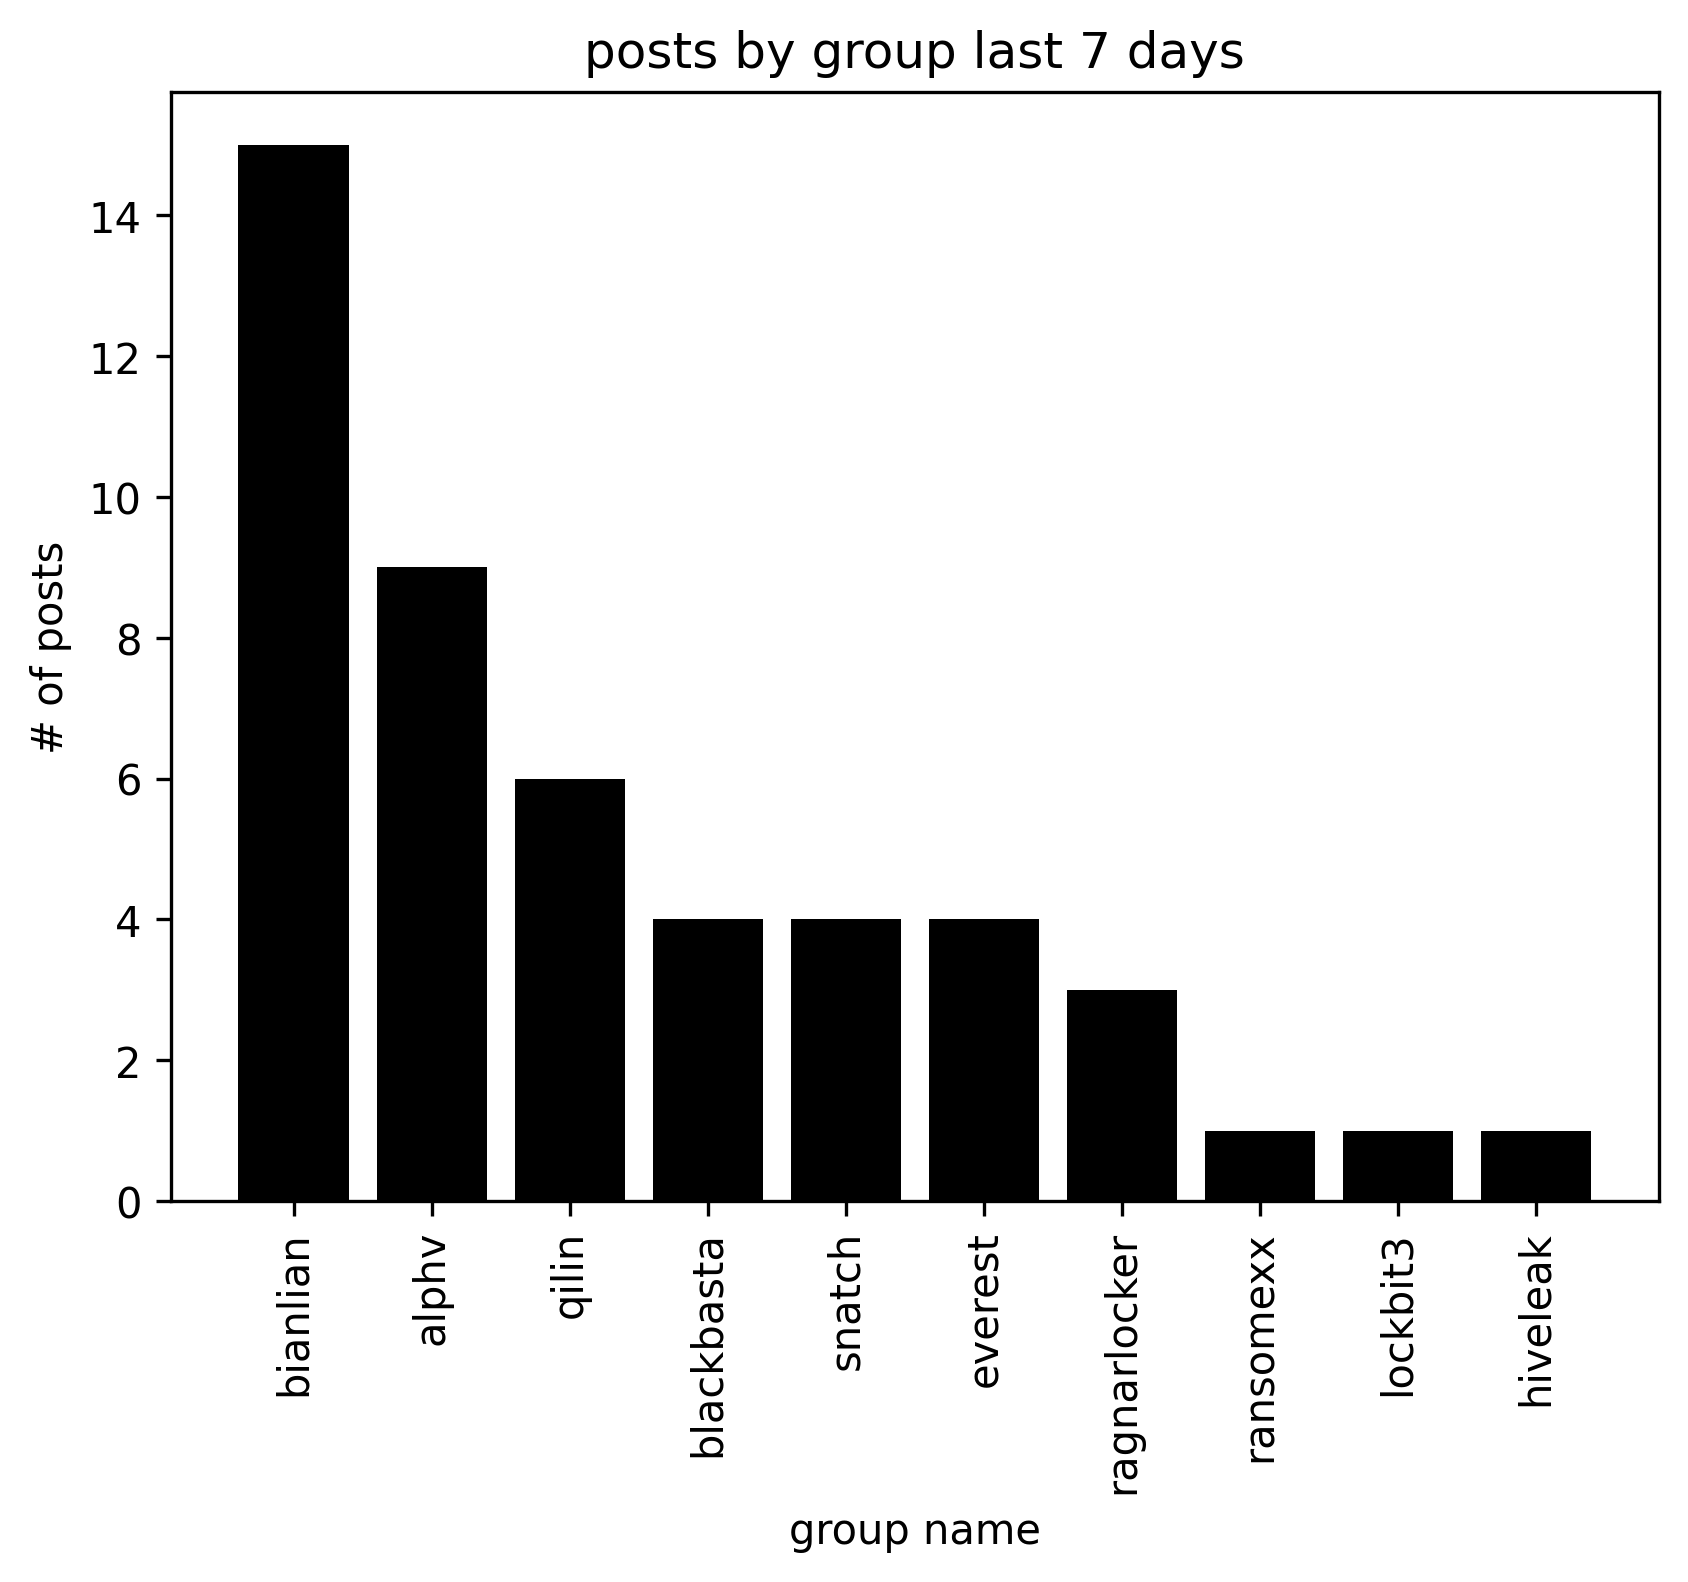 posts by group last 7 days
# of posts
14
12
10
8
6
4
2
0
bianlian
alphv
qilin
blackbasta
snatch
everest
ragnarlocker
ransomexx
lockbit3
hiveleak
group name